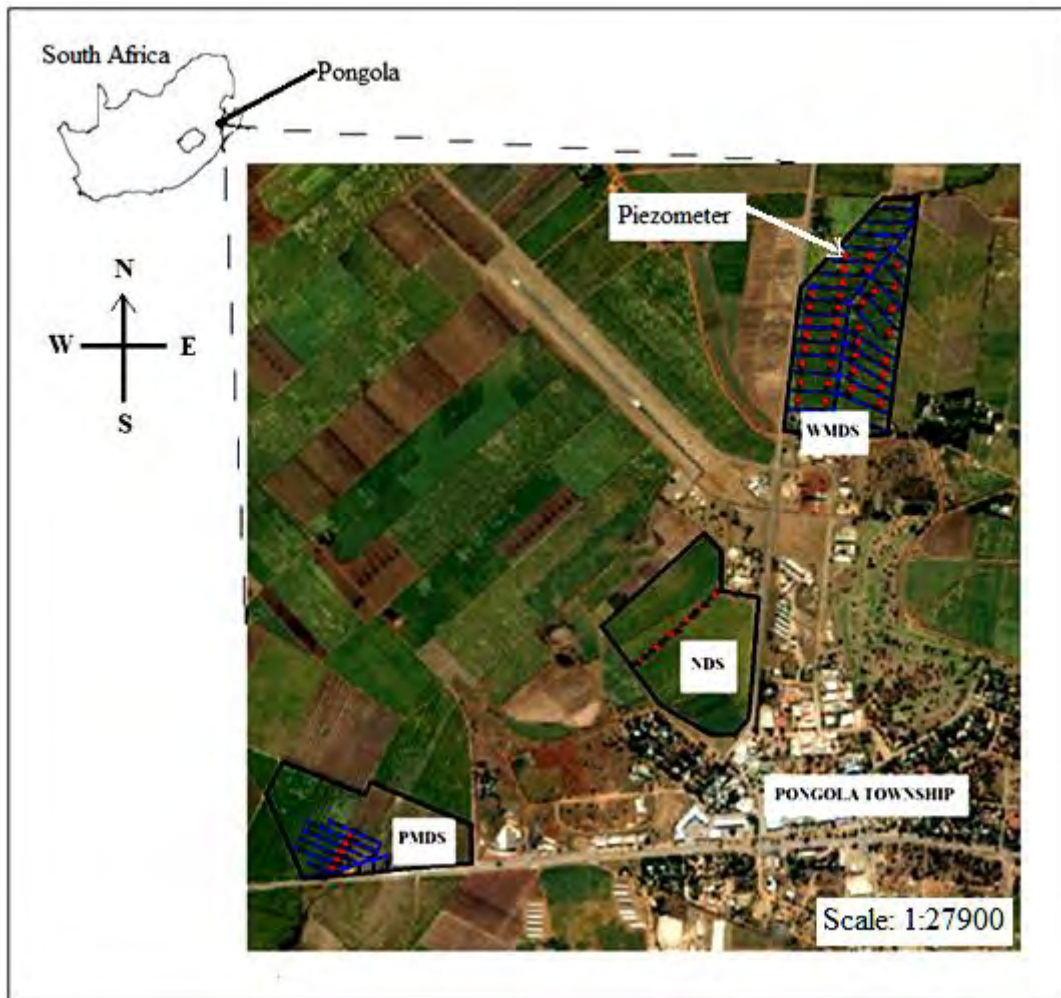 South Africa
Pongola
Piezometer
N
W E
S
WMDS
NDS
PONGOLA TOWNSHIP
PMDS
Scale: 1:27900